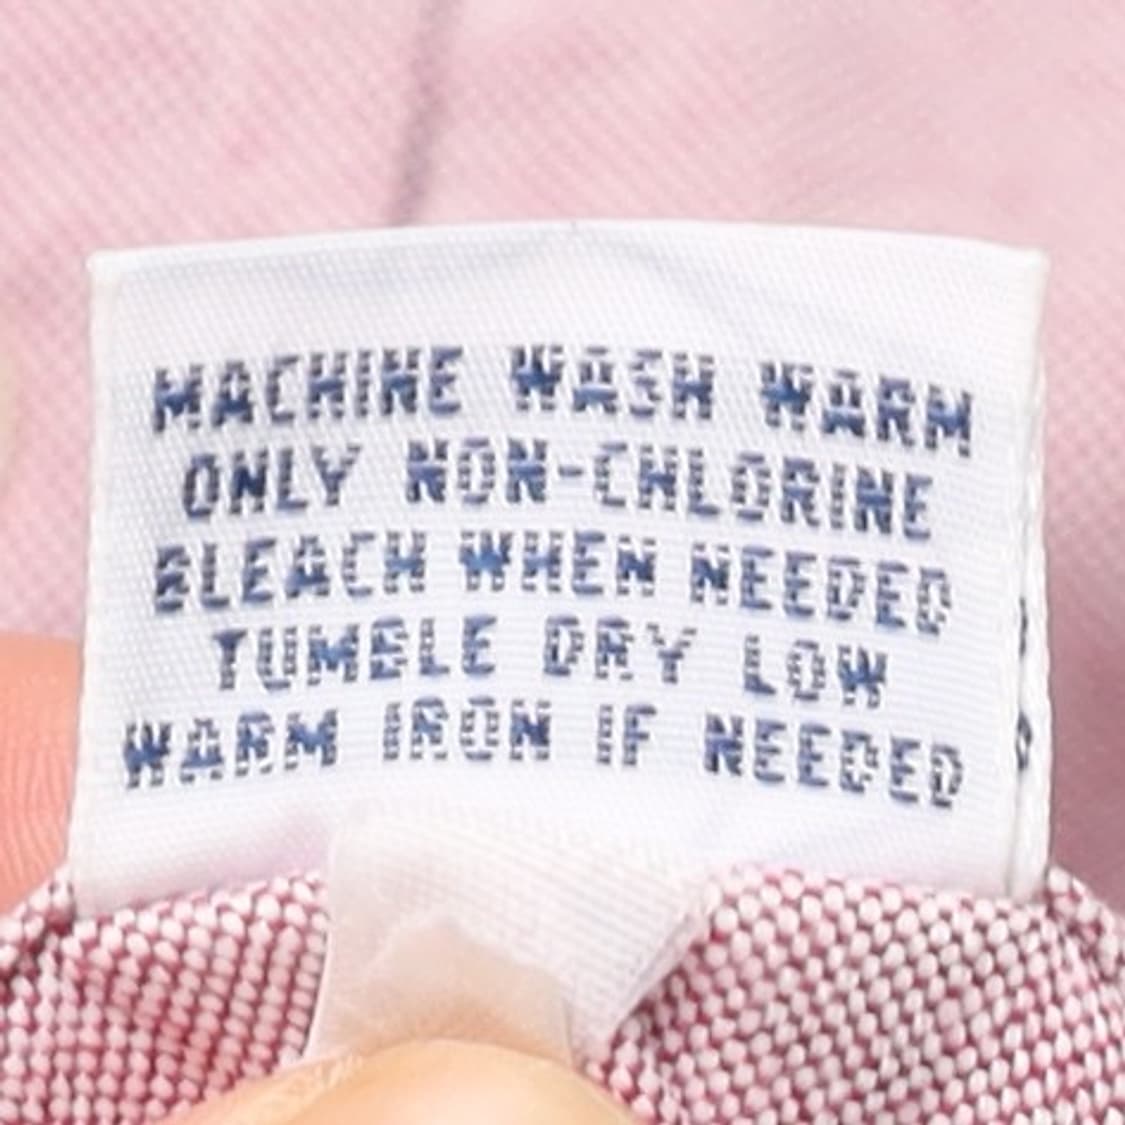 MACHINE WASH WARM
ONLY NON-CHLORINE
BLEACH WHEN NEEDED
TUMBLE DRY LOW
WARM IRON IF NEEDED